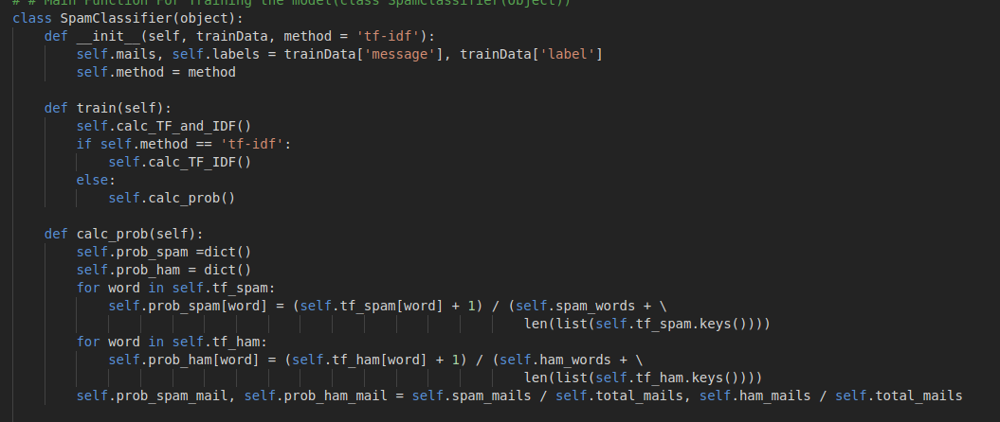 # # Main Function For Training the model(class SpamClassifier(object))
class SpamClassifier(object):
    def __init__(self, trainData, method = 'tf-idf'):
        self.mails, self.labels = trainData['message'], trainData['label']
        self.method = method

    def train(self):
        self.calc_TF_and_IDF()
        if self.method == 'tf-idf':
            self.calc_TF_IDF()
        else:
            self.calc_prob()

    def calc_prob(self):
        self.prob_spam =dict()
        self.prob_ham = dict()
        for word in self.tf_spam:
            self.prob_spam[word] = (self.tf_spam[word] + 1) / (self.spam_words + \
                                                                len(list(self.tf_spam.keys())))
        for word in self.tf_ham:
            self.prob_ham[word] = (self.tf_ham[word] + 1) / (self.ham_words + \
                                                                len(list(self.tf_ham.keys())))
        self.prob_spam_mail, self.prob_ham_mail = self.spam_mails / self.total_mails, self.ham_mails / self.total_mails